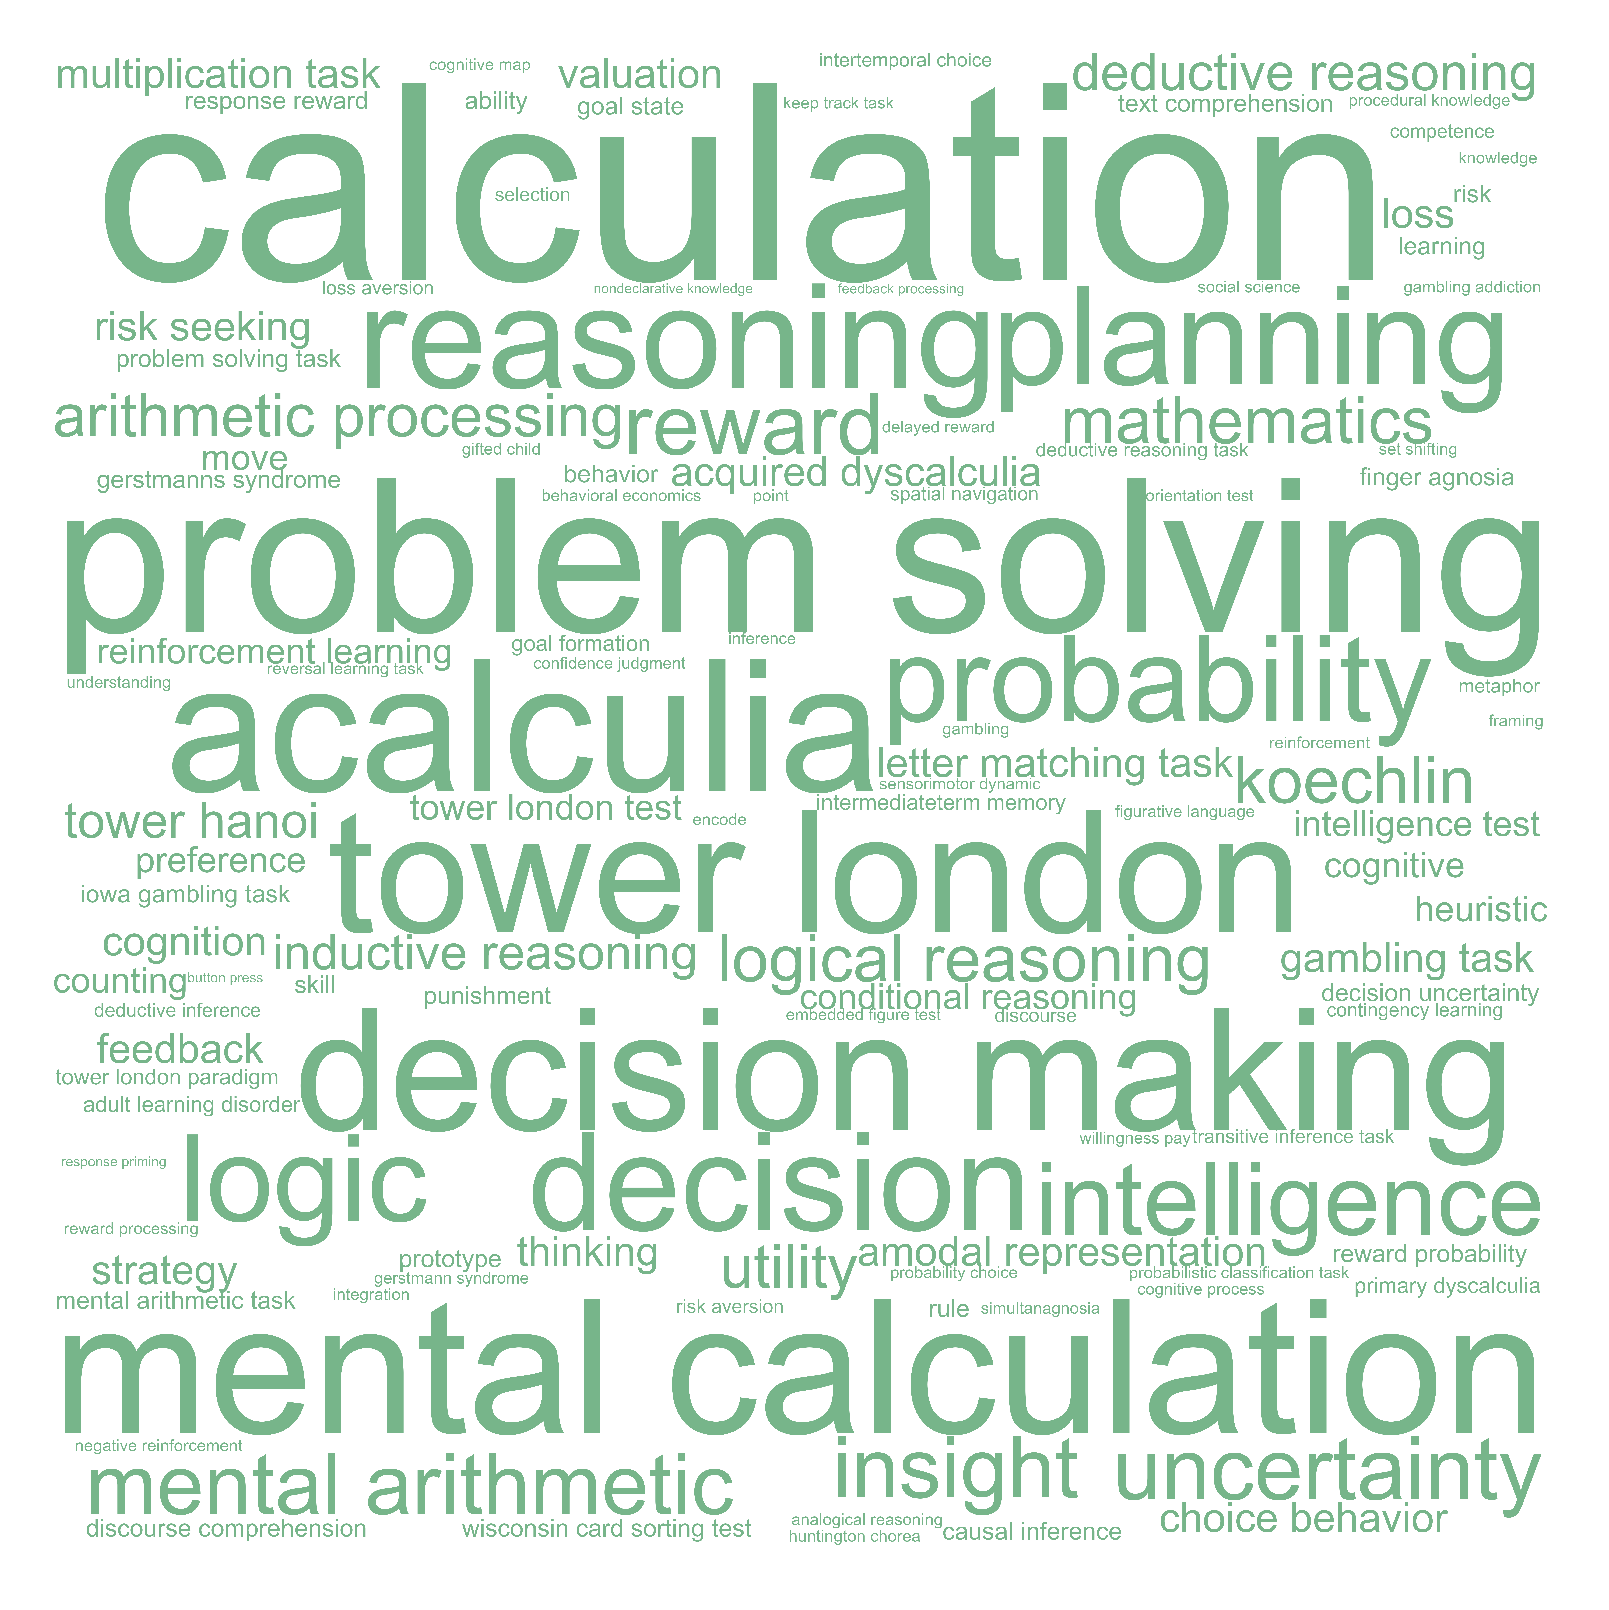 multiplication task
cognitive map
valuation
intertemporal choice
deductive reasoning
response reward
ability
goal state
keep track task
text comprehension
procedural knowledge
calculation
competence
knowledge
selection
risk
loss
learning
loss aversion
nondeclarative knowledge
feedback processing
social science
gambling addiction
risk seeking
reasoning
planning
problem solving task
arithmetic processing
reward
delayed reward
mathematics
move
gifted child
deductive reasoning task
set shifting
gerstmanns syndrome
behavior
acquired dyscalculia
finger agnosia
behavioral economics
point
spatial navigation
orientation test
problem solving
reinforcement learning
goal formation
inference
reversal learning task
confidence judgment
probability
understanding
metaphor
acalculia
framing
gambling
reinforcement
letter matching task
koechlin
sensorimotor dynamic
tower hanoi
tower london test
intermediateterm memory
figurative language
encode
intelligence test
preference
tower london
cognitive
iowa gambling task
heuristic
cognition
inductive reasoning
logical reasoning
gambling task
counting
button press
skill
punishment
conditional reasoning
decision uncertainty
deductive inference
embedded figure test
discourse
contingency learning
feedback
decision making
tower london paradigm
adult learning disorder
willingness pay
transitive inference task
response priming
logic
decision
intelligence
reward processing
strategy
prototype
thinking
utility
amodal representation
reward probability
gerstmann syndrome
probability choice
probabilistic classification task
mental arithmetic task
integration
cognitive process
primary dyscalculia
risk aversion
rule
simultanagnosia
mental calculation
negative reinforcement
mental arithmetic
insight
uncertainty
discourse comprehension
wisconsin card sorting test
analogical reasoning
huntington chorea
causal inference
choice behavior